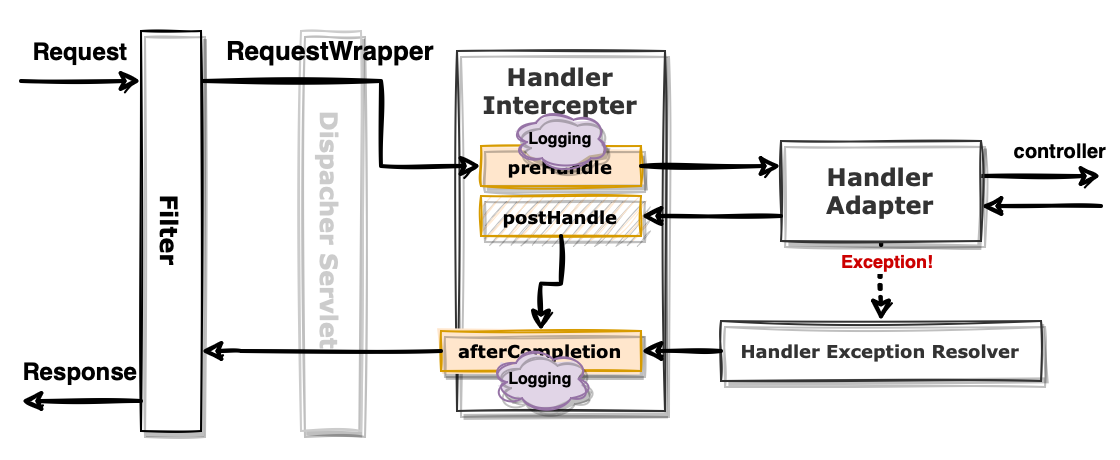 Request
RequestWrapper
Filter
Dispacher Servlet
Handler
Intercepter
Logging
preHandle
postHandle
afterCompletion
Logging
controller
Handler
Adapter
Exception!
Handler Exception Resolver
Response